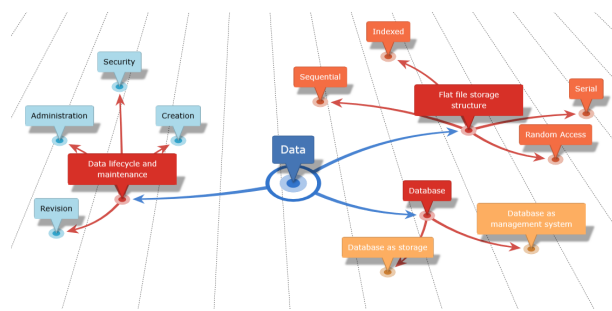 Indexed
Security
Sequential
Flat file storage
structure
Serial
Administration
Creation
Random Access
Data
Data lifecycle and
maintenance
Database
Revision
Database as
management system
Database as storage